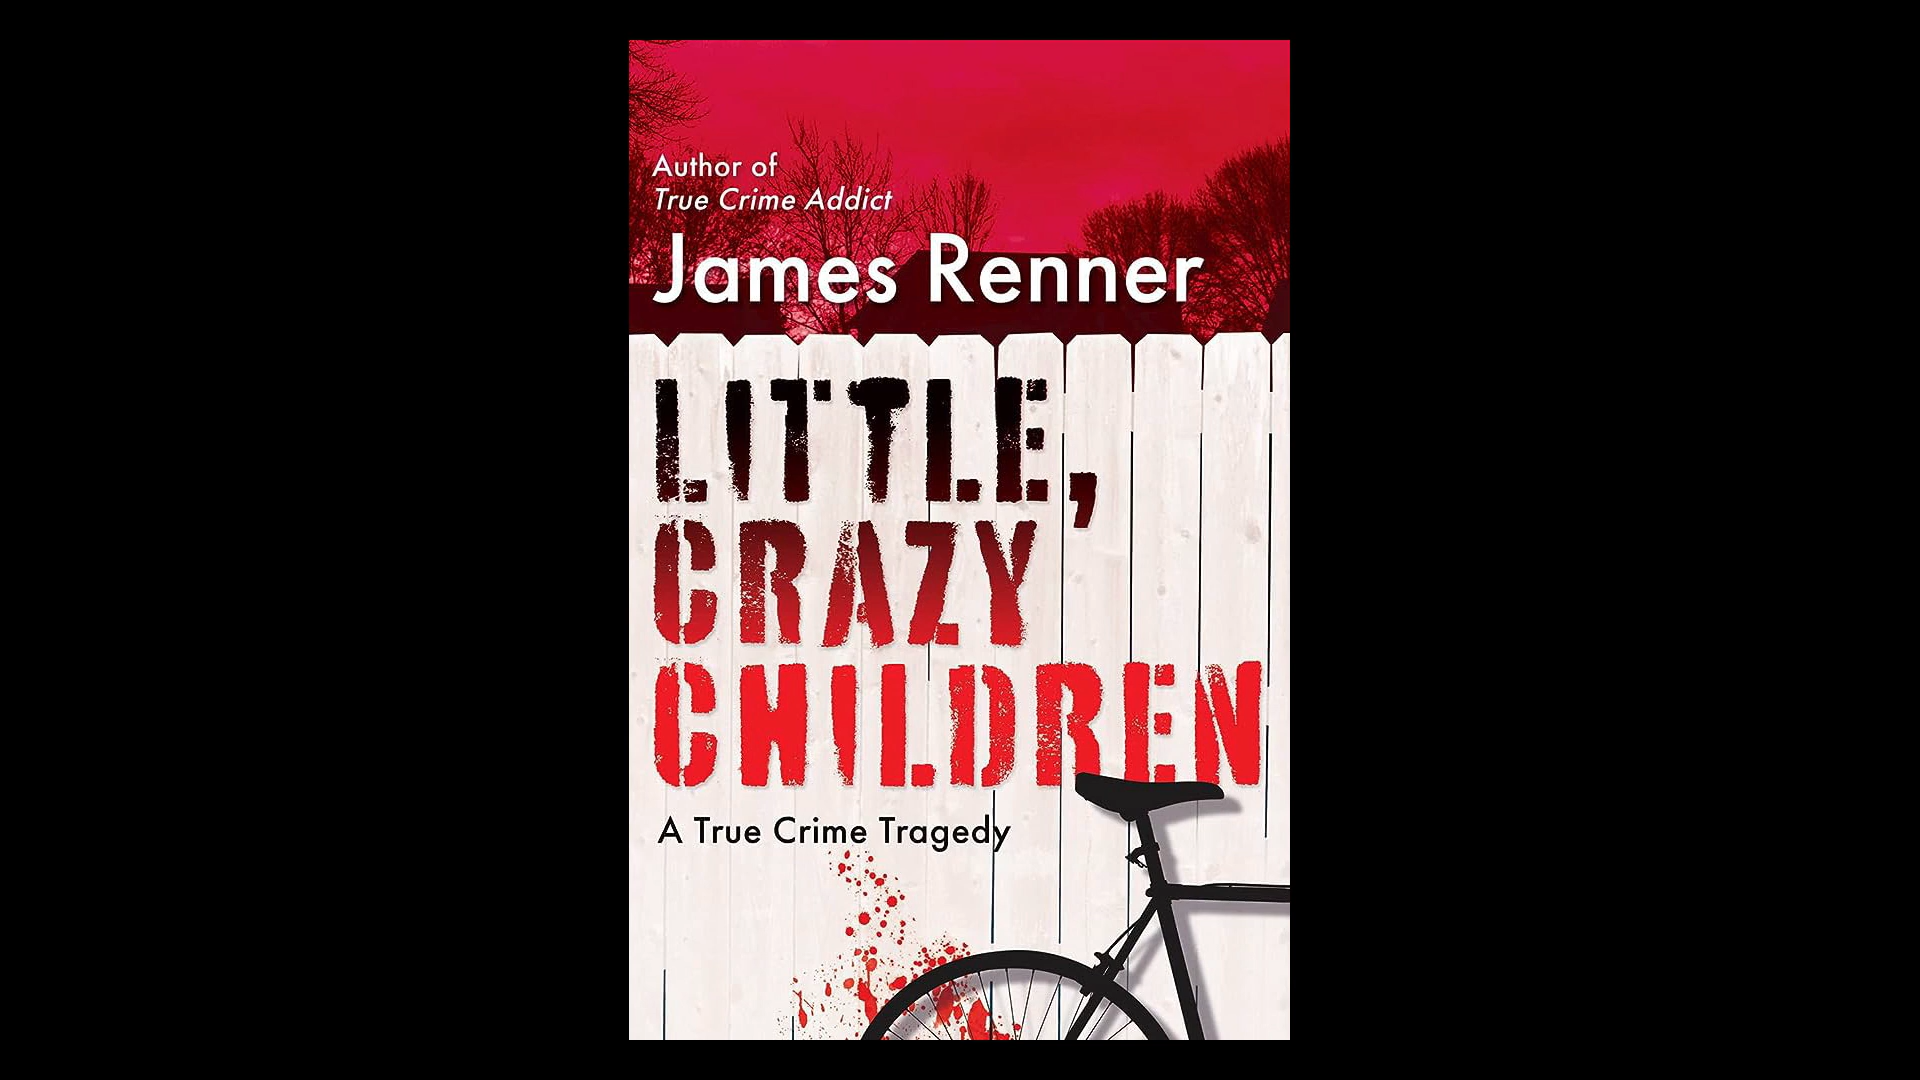 Author of
True Crime Addict
James Renner
LITTLE,
CRAZY
CHILDREN
A True Crime Tragedy